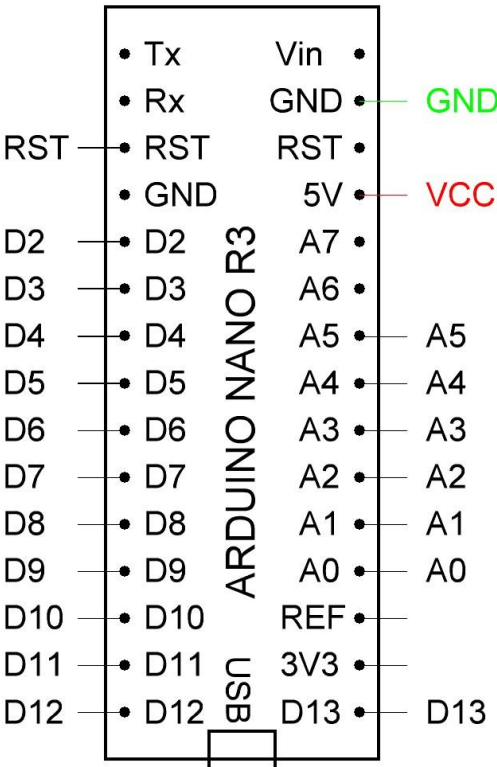 Tx Vin
Rx GND GND
RST RST RST
GND 5V VCC
D2 D2 A7
D3 D3 A6
D4 D4 A5 A5
D5 D5 A4 A4
D6 D6 A3 A3
D7 D7 A2 A2
D8 D8 A1 A1
D9 D9 A0 A0
D10 D10 REF
D11 D11 3V3
D12 D12 D13 D13
ARDUINO NANO R3
USB